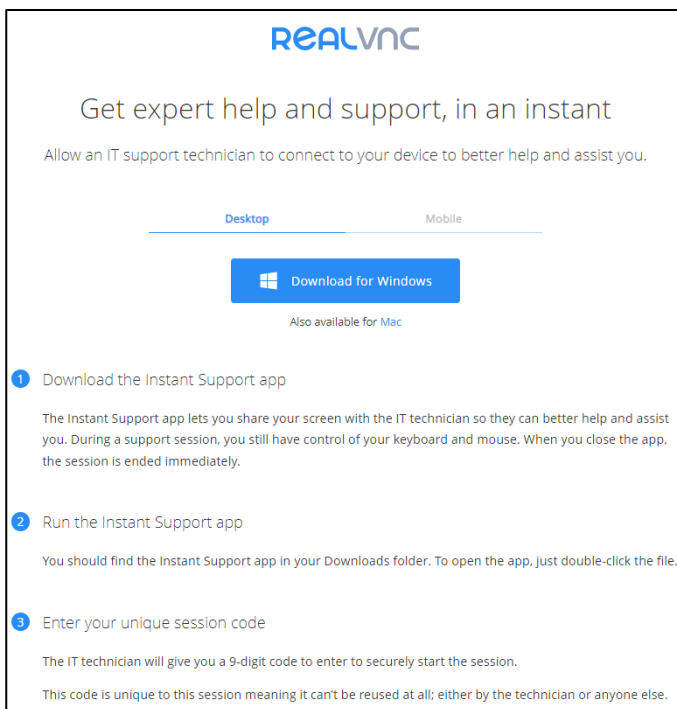 REALVNC
Get expert help and support, in an instant
Allow an IT support technician to connect to your device to better help and assist you.
Desktop
Mobile
Download for Windows
Also available for Mac
1 Download the Instant Support app
The Instant Support app lets you share your screen with the IT technician so they can better help and assist
you. During a support session, you still have control of your keyboard and mouse. When you close the app,
the session is ended immediately.
2 Run the Instant Support app
You should find the Instant Support app in your Downloads folder. To open the app, just double-click the file.
3 Enter your unique session code
The IT technician will give you a 9-digit code to enter to securely start the session.
This code is unique to this session meaning it can't be reused at all; either by the technician or anyone else.